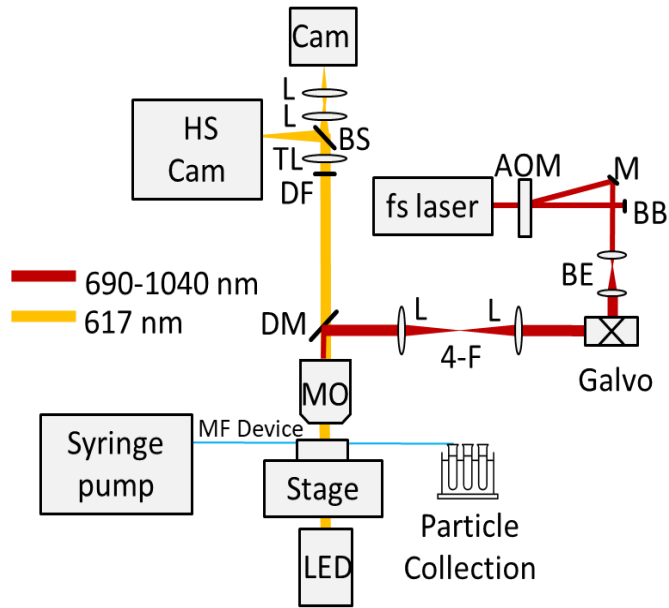 Cam
L
L
HS
Cam
BS
TL
DF
AOM
M
fs laser
BB
BE
690-1040 nm
617 nm
DM
L
L
4-F
Galvo
MO
MF Device
Syringe
pump
Stage
Particle
Collection
LED